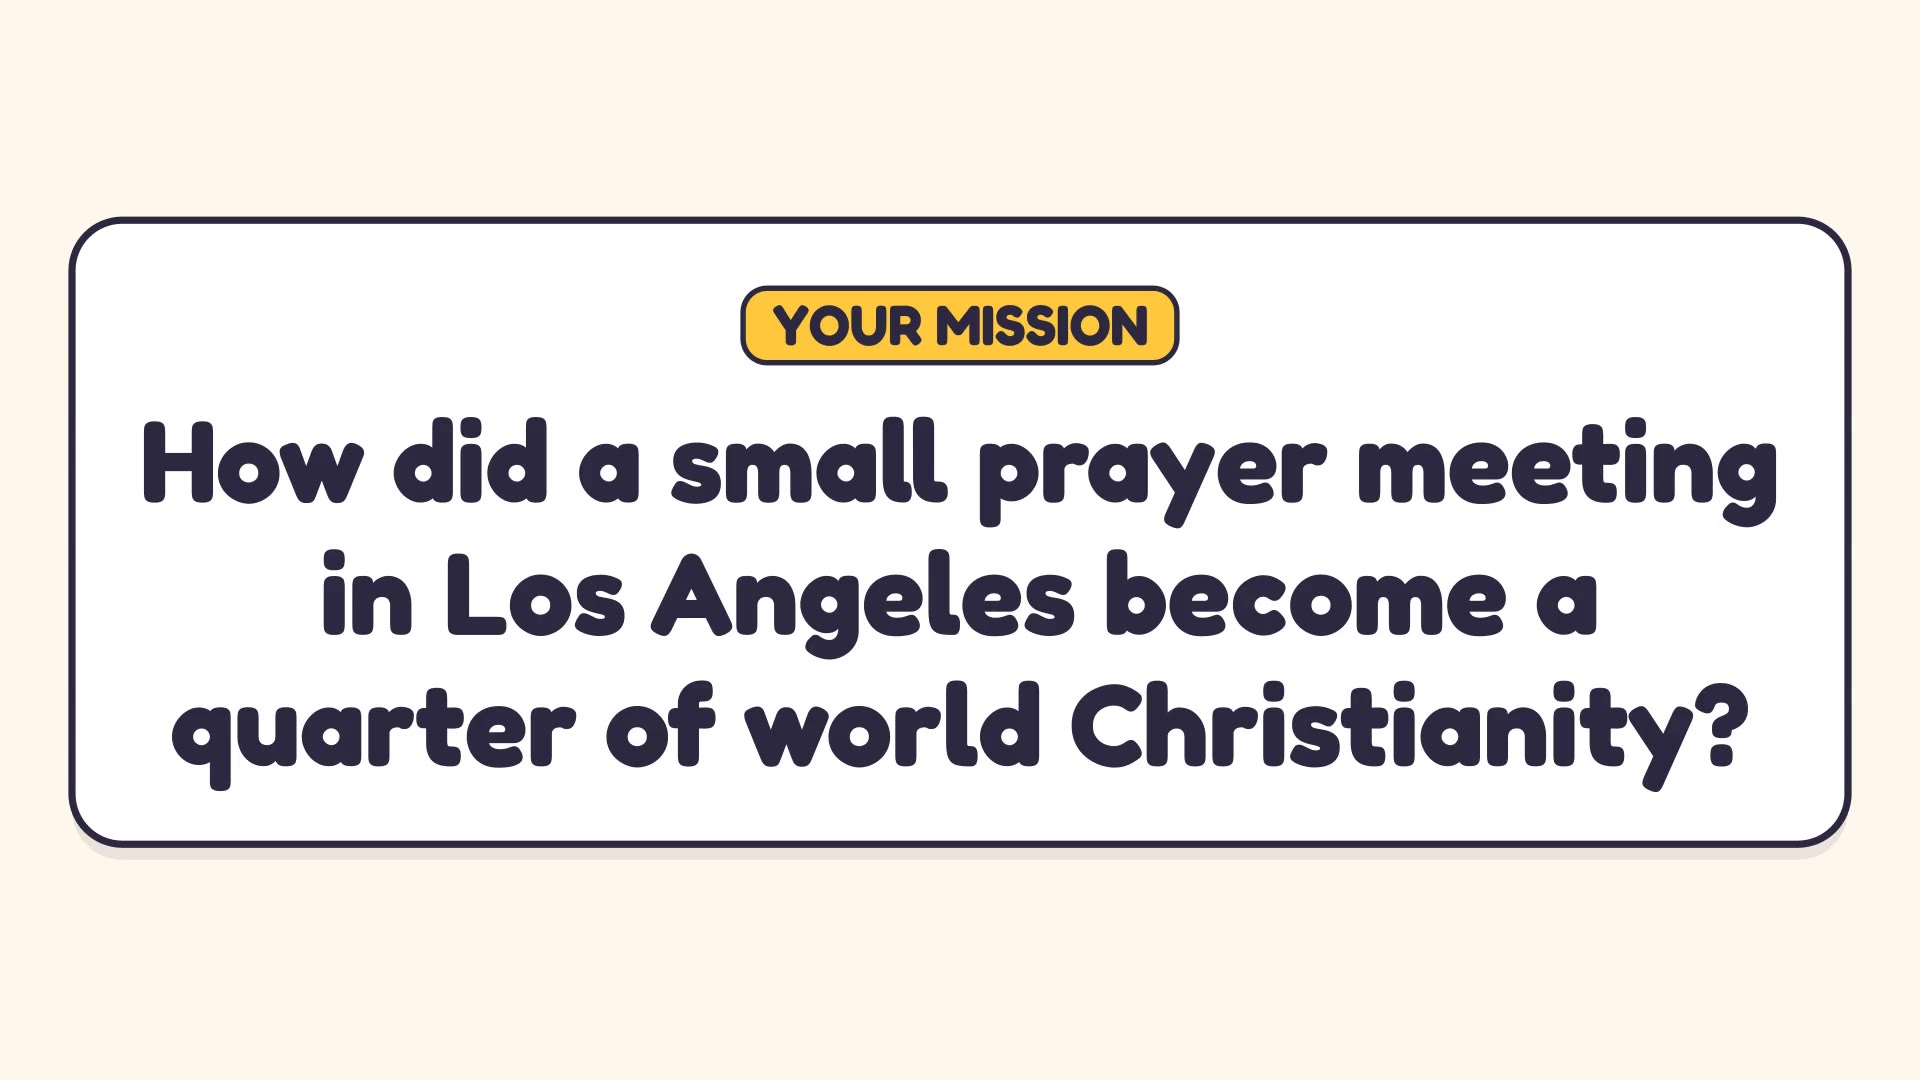 YOUR MISSION
How did a small prayer meeting
in Los Angeles become a
quarter of world Christianity?